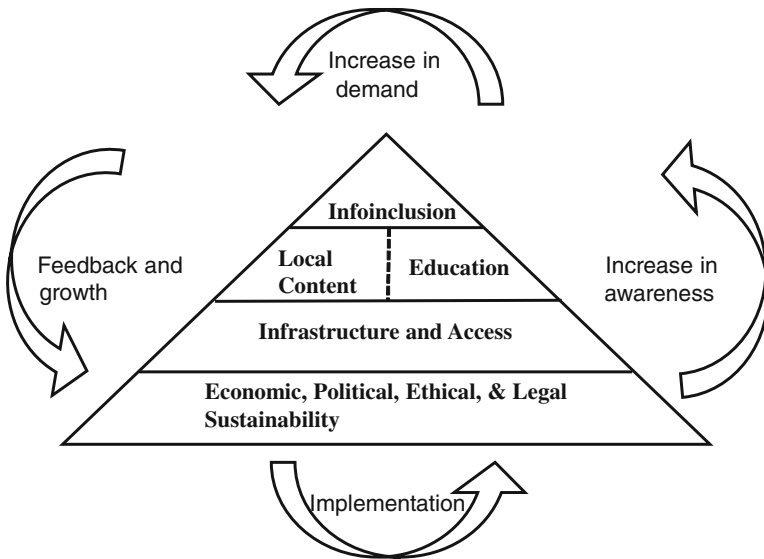 Increase in
demand
Infoinclusion
Local
Content
Education
Feedback and
growth
Increase in
awareness
Infrastructure and Access
Economic, Political, Ethical, & Legal
Sustainability
Implementation